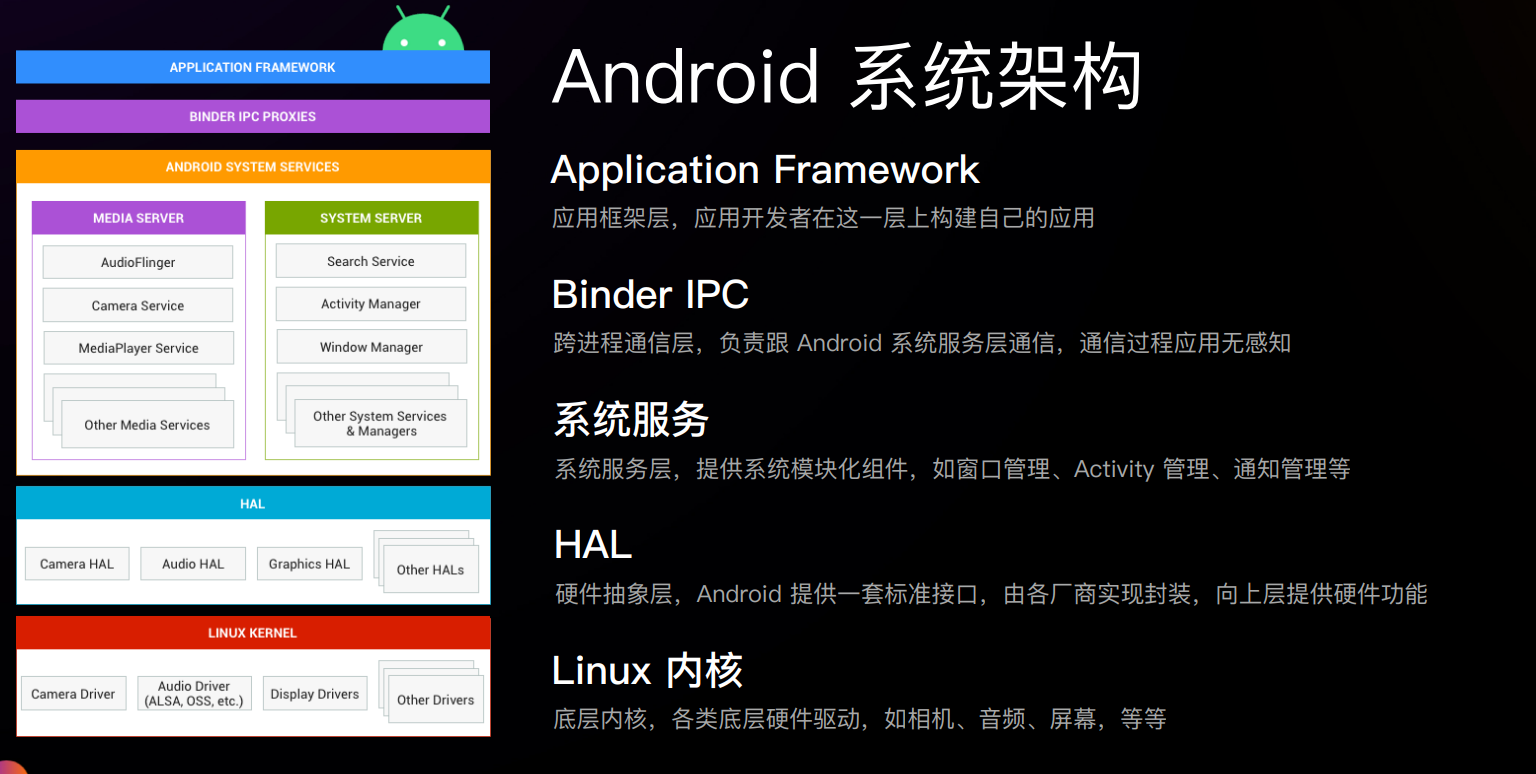 APPLICATION FRAMEWORK
BINDER IPC PROXIES
ANDROID SYSTEM SERVICES
MEDIA SERVER
AudioFlinger
Camera Service
MediaPlayer Service
Other Media Services
SYSTEM SERVER
Search Service
Activity Manager
Window Manager
Other System Services
& Managers
HAL
Camera HAL
Audio HAL
Graphics HAL
Other HALs
LINUX KERNEL
Camera Driver
Audio Driver
(ALSA, OSS, etc.)
Display Drivers
Other Drivers
Android 系统架构
Application Framework
应用框架层，应用开发者在这一层上构建自己的应用
Binder IPC
跨进程通信层，负责跟 Android 系统服务层通信，通信过程应用无感知
系统服务
系统服务层，提供系统模块化组件，如窗口管理、Activity 管理、通知管理等
HAL
硬件抽象层，Android 提供一套标准接口，由各厂商实现封装，向上层提供硬件功能
Linux 内核
底层内核，各类底层硬件驱动，如相机、音频、屏幕，等等